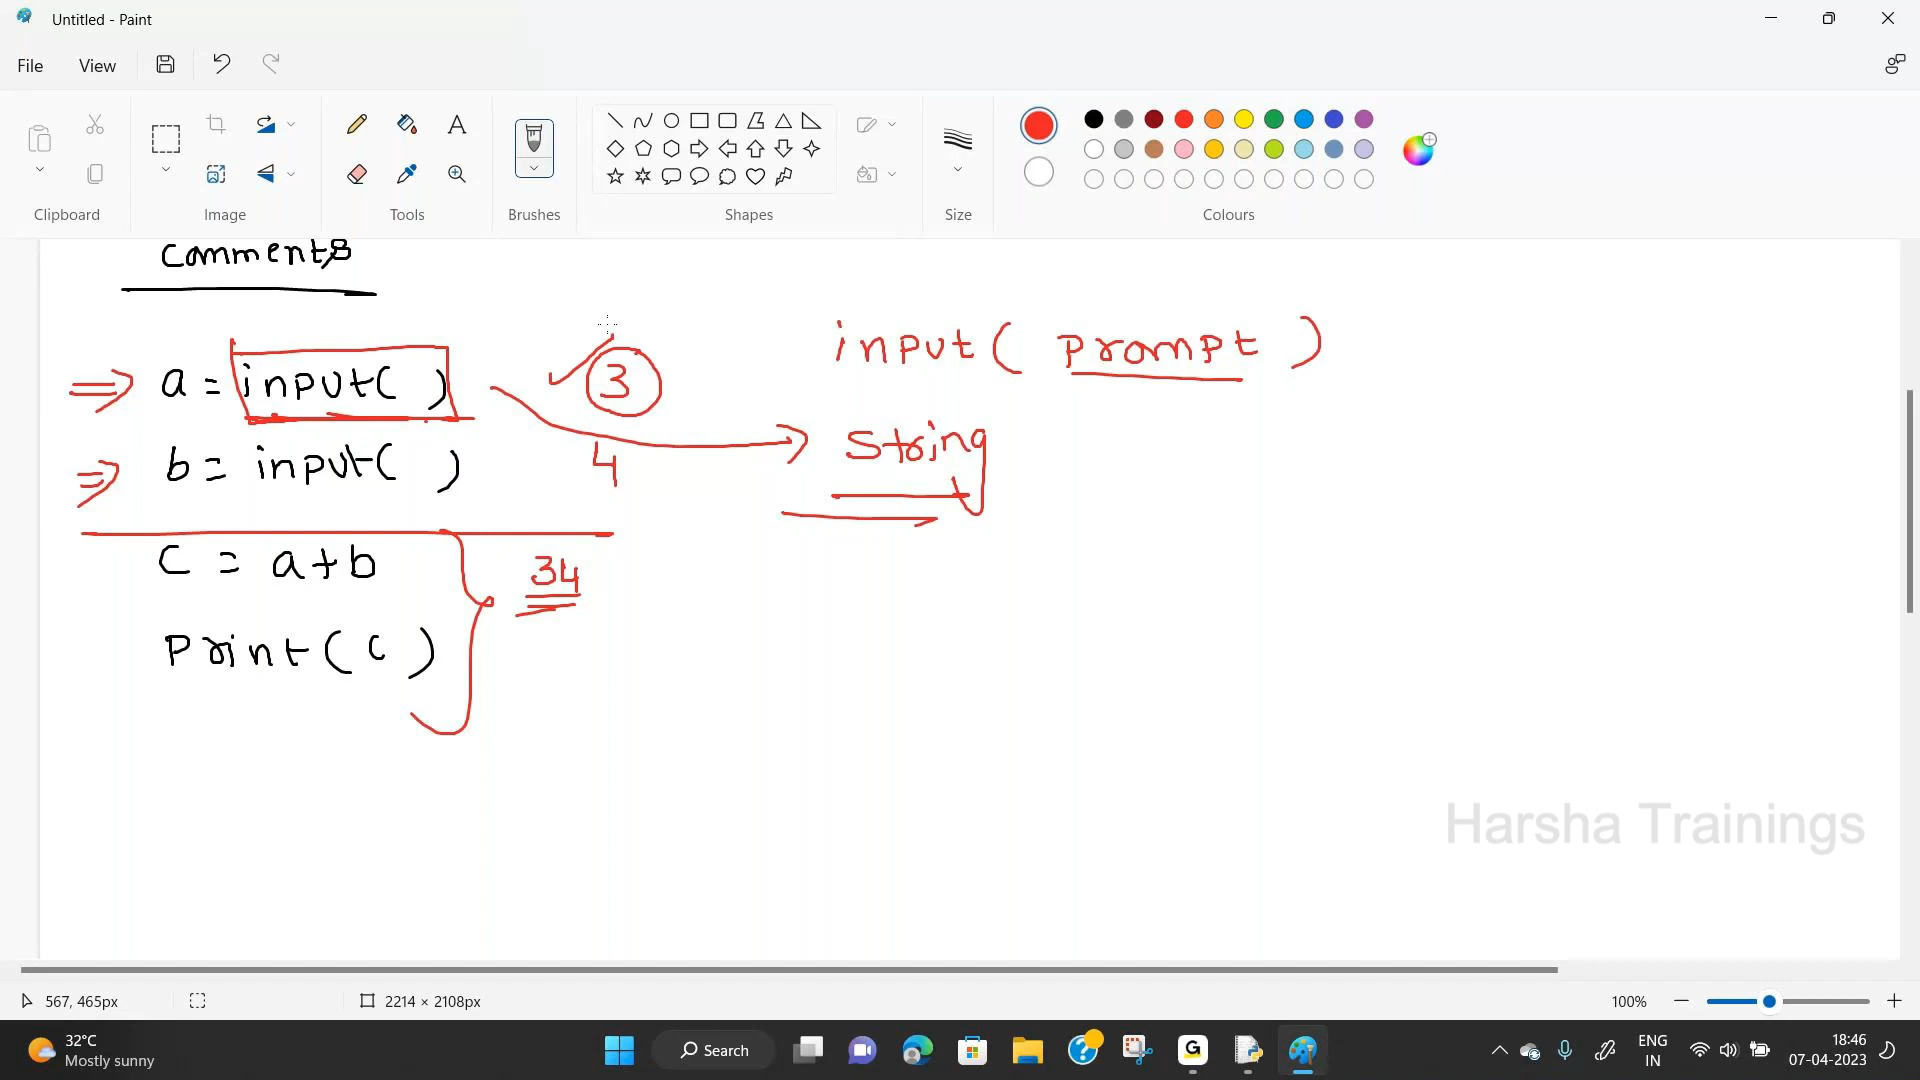 Untitled - Paint
File View
Clipboard Image Tools Brushes Shapes Size Colours
Comments
a = input( ) 3 input( prompt )
b = input( ) 4 string
c = a+b 34
Print( c )
Harsha Trainings
567, 465px 2214 × 2108px 100%
32°C
Mostly sunny
Search
ENG
IN
18:46
07-04-2023